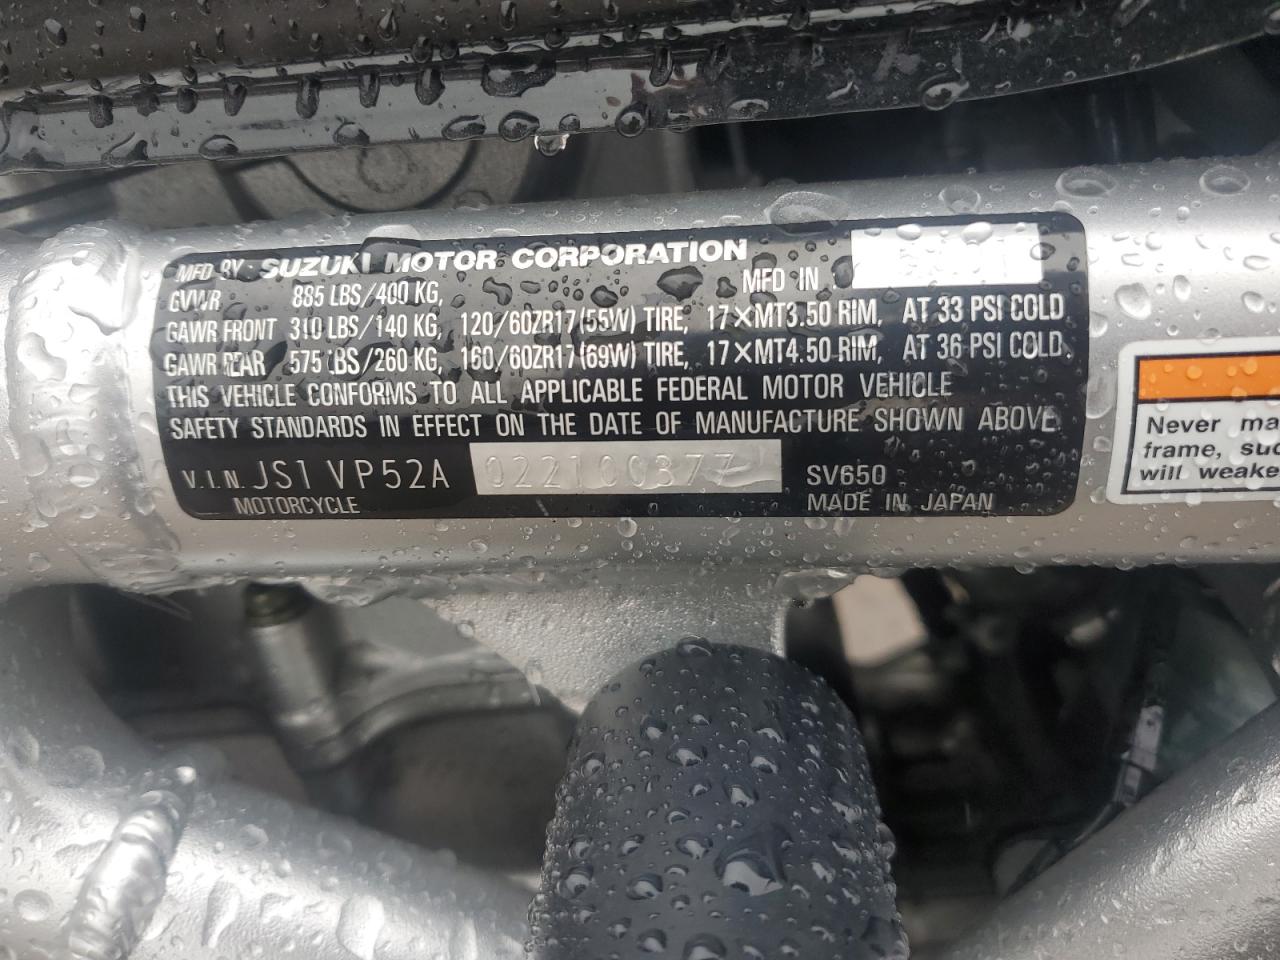 MFD BY: SUZUKI MOTOR CORPORATION MFD IN
GVWR 885 LBS/400 KG,
GAWR FRONT 310 LBS/140 KG, 120/60ZR17(55W) TIRE, 17×MT3.50 RIM, AT 33 PSI COLD
GAWR REAR 575 LBS/260 KG, 160/60ZR17(69W) TIRE, 17×MT4.50 RIM, AT 36 PSI COLD.
THIS VEHICLE CONFORMS TO ALL APPLICABLE FEDERAL MOTOR VEHICLE
SAFETY STANDARDS IN EFFECT ON THE DATE OF MANUFACTURE SHOWN ABOVE.
V.I.N. JS1VP52A 022100377 SV650
MOTORCYCLE MADE IN JAPAN
Never ma
frame, suc
will weake